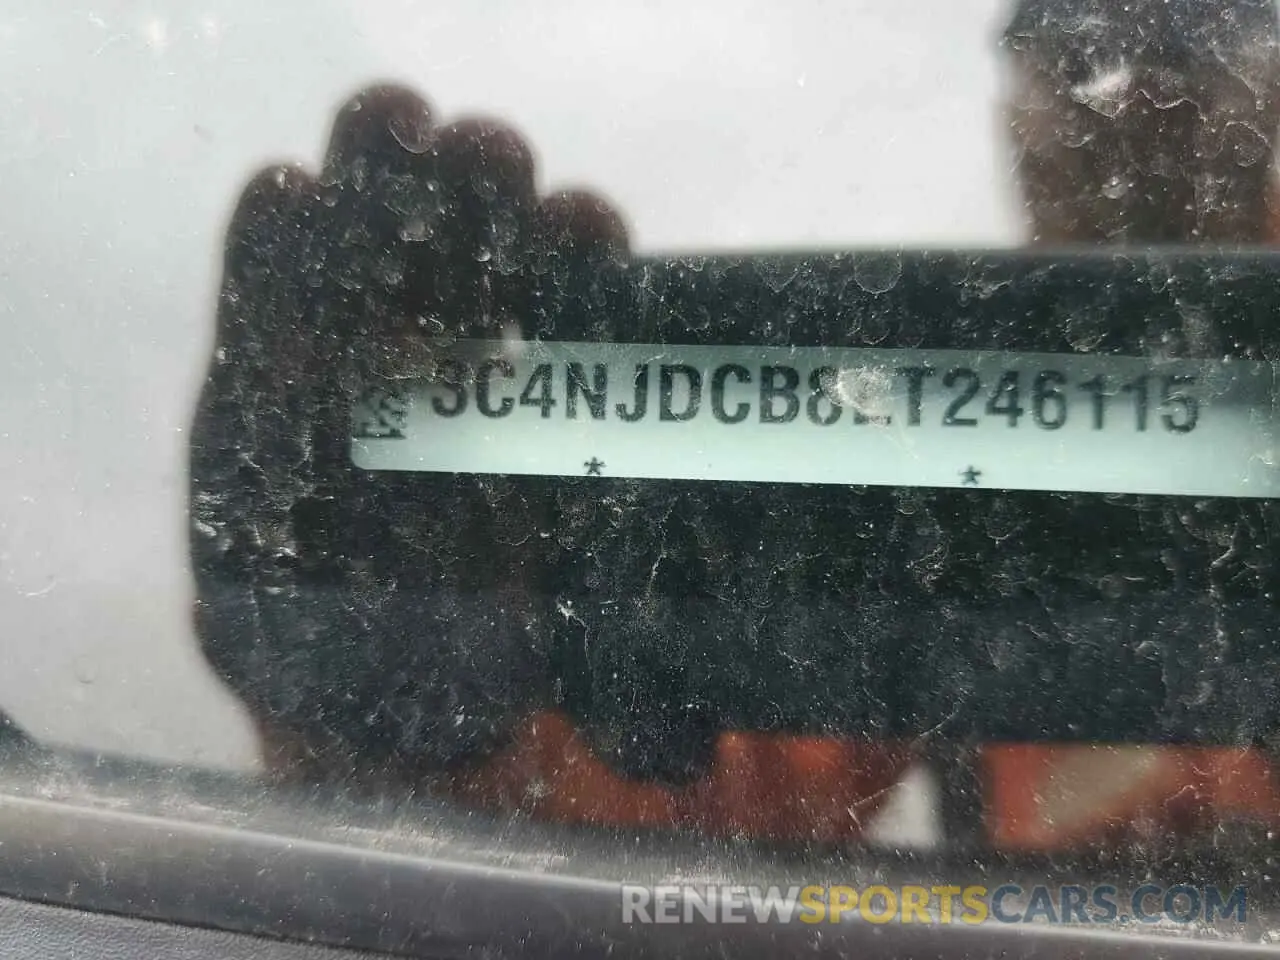 3C4NJDCB8LT246115
* *
RENEWSPORTSCARS.COM